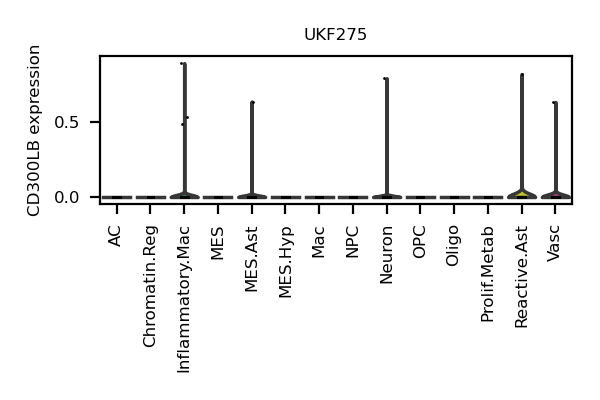 UKF275
CD300LB expression
0.5
0.0
AC
Chromatin.Reg
Inflammatory.Mac
MES
MES.Ast
MES.Hyp
Mac
NPC
Neuron
OPC
Oligo
Prolif.Metab
Reactive.Ast
Vasc